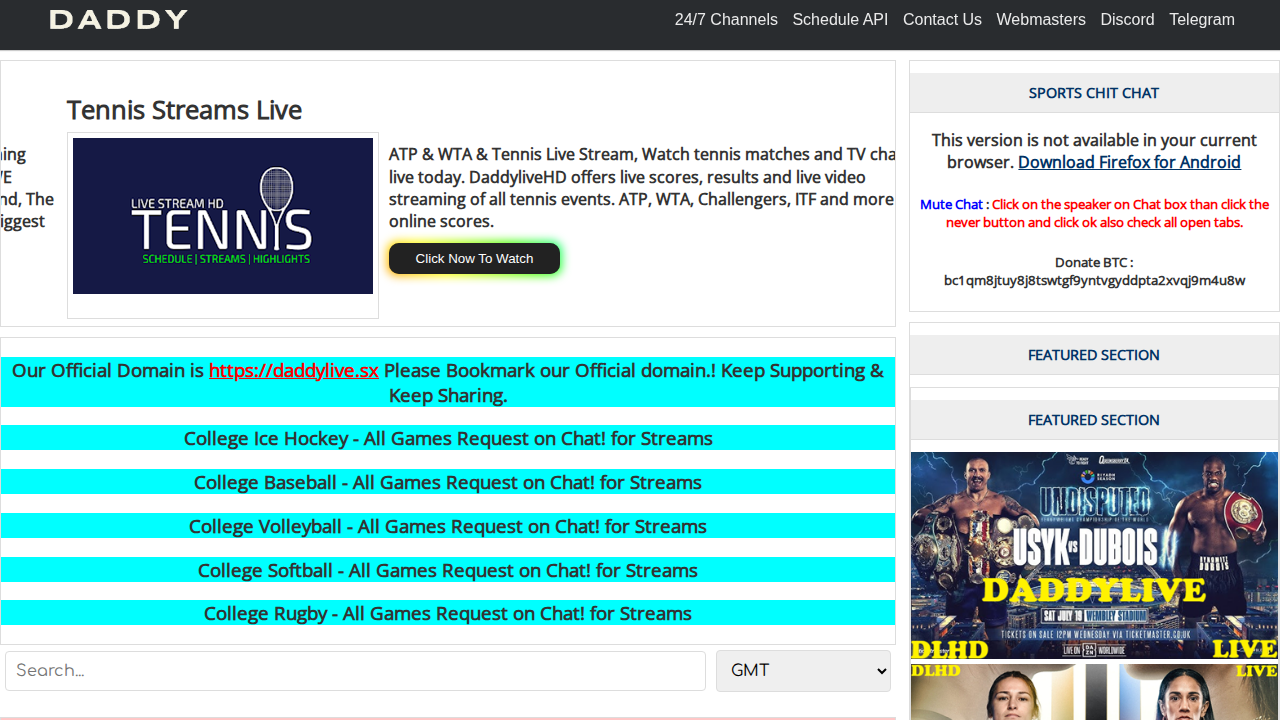 DADDY
24/7 Channels Schedule API Contact Us Webmasters Discord Telegram
Tennis Streams Live
ing
VE
nd, The
iggest
LIVE STREAM HD
TENNIS
SCHEDULE | STREAMS | HIGHLIGHTS
ATP & WTA & Tennis Live Stream, Watch tennis matches and TV cha
live today. DaddyliveHD offers live scores, results and live video
streaming of all tennis events. ATP, WTA, Challengers, ITF and more
online scores.
Click Now To Watch
Our Official Domain is https://daddylive.sx Please Bookmark our Official domain.! Keep Supporting &
Keep Sharing.
College Ice Hockey - All Games Request on Chat! for Streams
College Baseball - All Games Request on Chat! for Streams
College Volleyball - All Games Request on Chat! for Streams
College Softball - All Games Request on Chat! for Streams
College Rugby - All Games Request on Chat! for Streams
Search...
GMT
SPORTS CHIT CHAT
This version is not available in your current
browser. Download Firefox for Android
Mute Chat : Click on the speaker on Chat box than click the
never button and click ok also check all open tabs.
Donate BTC :
bc1qm8jtuy8j8tswtgf9yntvgyddpta2xvqj9m4u8w
FEATURED SECTION
FEATURED SECTION
RIYADH
SEASON
UNDISPUTED
USYK VS DUBOIS
DADDYLIVE
SAT JULY 19 WEMBLEY STADIUM
TICKETS ON SALE 12PM WEDNESDAY VIA TICKETMASTER.CO.UK
LIVE ON DAZN WORLDWIDE
DLHD LIVE
DLHD LIVE